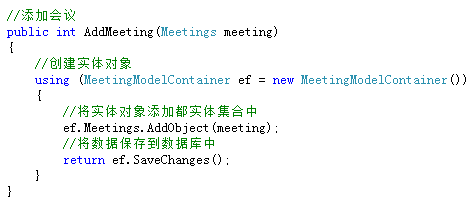 //添加会议
public int AddMeeting(Meetings meeting)
{
    //创建实体对象
    using (MeetingModelContainer ef = new MeetingModelContainer())
    {
        //将实体对象添加都实体集合中
        ef.Meetings.AddObject(meeting);
        //将数据保存到数据库中
        return ef.SaveChanges();
    }
}